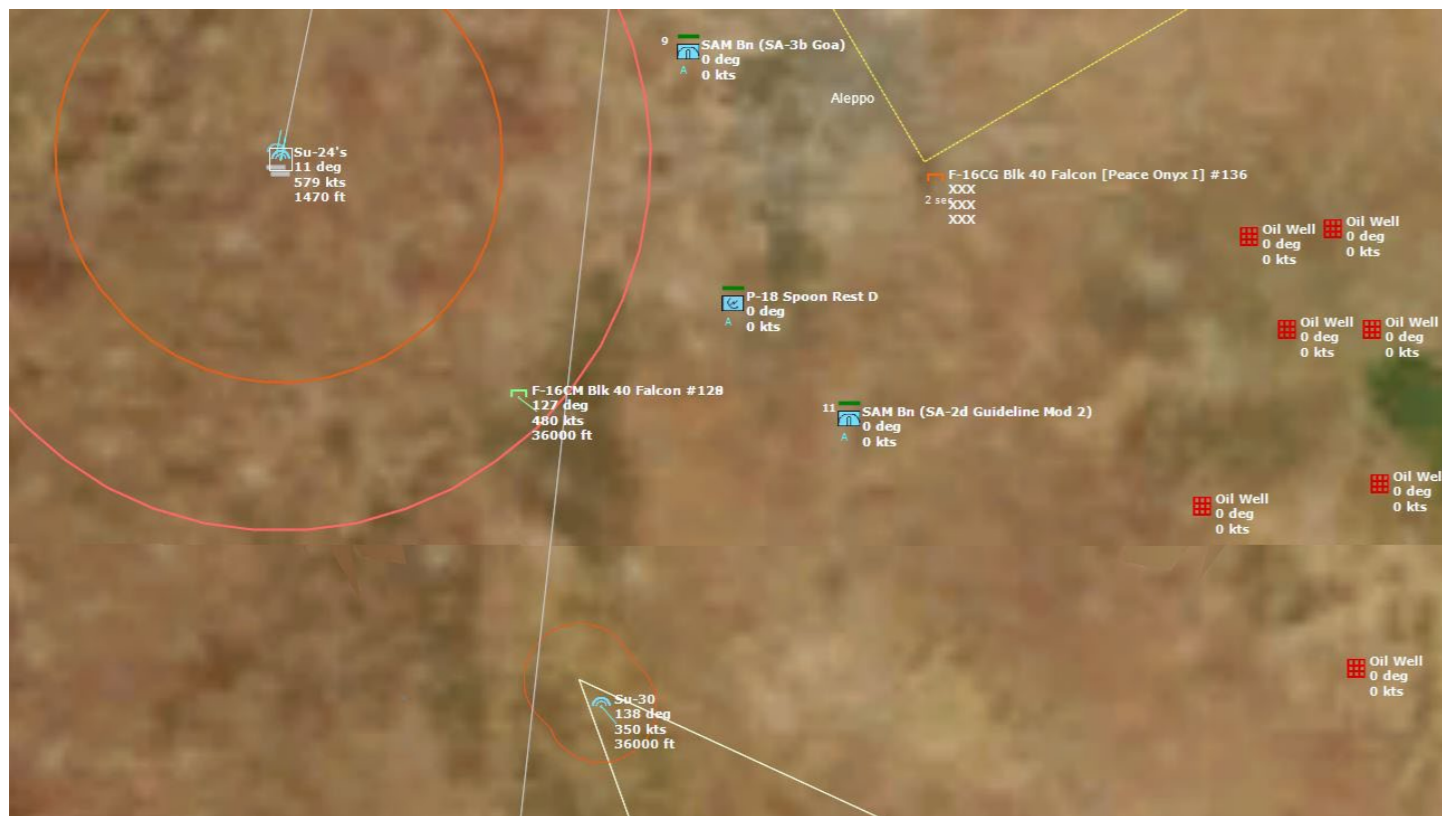 9
SAM Bn (SA-3b Goa)
0 deg
0 kts
A
Aleppo
Su-24's
11 deg
579 kts
1470 ft
F-16CG Blk 40 Falcon [Peace Onyx I] #136
XXX
2 sec
XXX
XXX
Oil Well
0 deg
0 kts
Oil Well
0 deg
0 kts
P-18 Spoon Rest D
0 deg
0 kts
A
Oil Well
0 deg
0 kts
Oil Well
0 deg
0 kts
F-16CM Blk 40 Falcon #128
127 deg
480 kts
36000 ft
11
SAM Bn (SA-2d Guideline Mod 2)
0 deg
0 kts
A
Oil Well
0 deg
0 kts
Oil Wel
0 deg
0 kts
Su-30
138 deg
350 kts
36000 ft
Oil Well
0 deg
0 kts